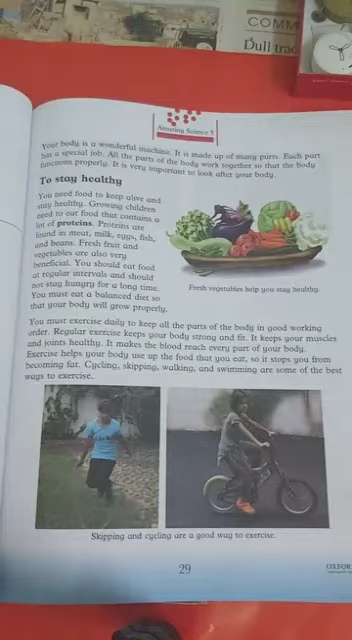 COMM
Dull trac
Amazing Science 5
Your body is a wonderful machine. It is made up of many parts. Each part
has a special job. All the parts of the body work together so that the body
functions properly. It is very important to look after your body.
To stay healthy
You need food to keep alive and
stay healthy. Growing children
need to eat food that contains a
lot of proteins. Proteins are
found in meat, milk, eggs, fish,
and beans. Fresh fruit and
vegetables are also very
beneficial. You should eat food
at regular intervals and should
not stay hungry for a long time.
You must eat a balanced diet so
that your body will grow properly.
Fresh vegetables help you stay healthy.
You must exercise daily to keep all the parts of the body in good working
order. Regular exercise keeps your body strong and fit. It keeps your muscles
and joints healthy. It makes the blood reach every part of your body.
Exercise helps your body use up the food that you eat, so it stops you from
becoming fat. Cycling, skipping, walking, and swimming are some of the best
ways to exercise.
Skipping and cycling are a good way to exercise.
29
OXFOR